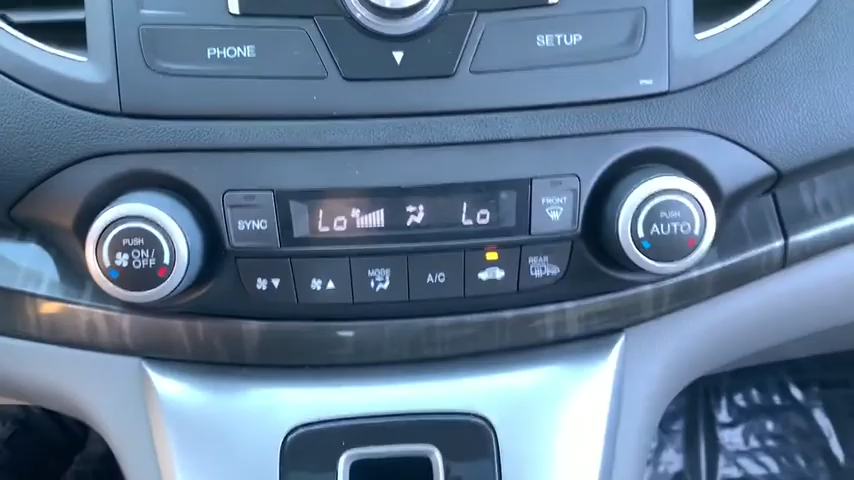 PHONE
SETUP
SYNC
Lo
Lo
FRONT
PUSH
ON/OFF
PUSH
AUTO
MODE
A/C
REAR